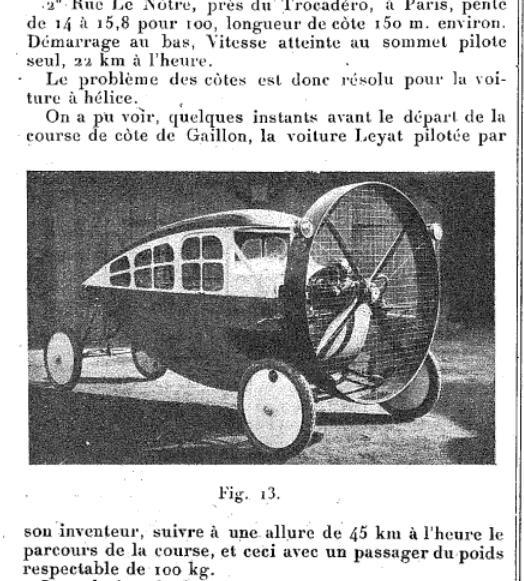 2° Rue Le Nôtre, près du Trocadéro, à Paris, pente
de 14 à 15,8 pour 100, longueur de côte 150 m. environ.
Démarrage au bas, Vitesse atteinte au sommet pilote
seul, 22 km à l'heure.
Le problème des côtes est donc résolu pour la voi-
ture à hélice.
On a pu voir, quelques instants avant le départ de la
course de côte de Gaillon, la voiture Leyat pilotée par
Fig. 13.
son inventeur, suivre à une allure de 45 km à l'heure le
parcours de la course, et ceci avec un passager du poids
respectable de 100 kg.